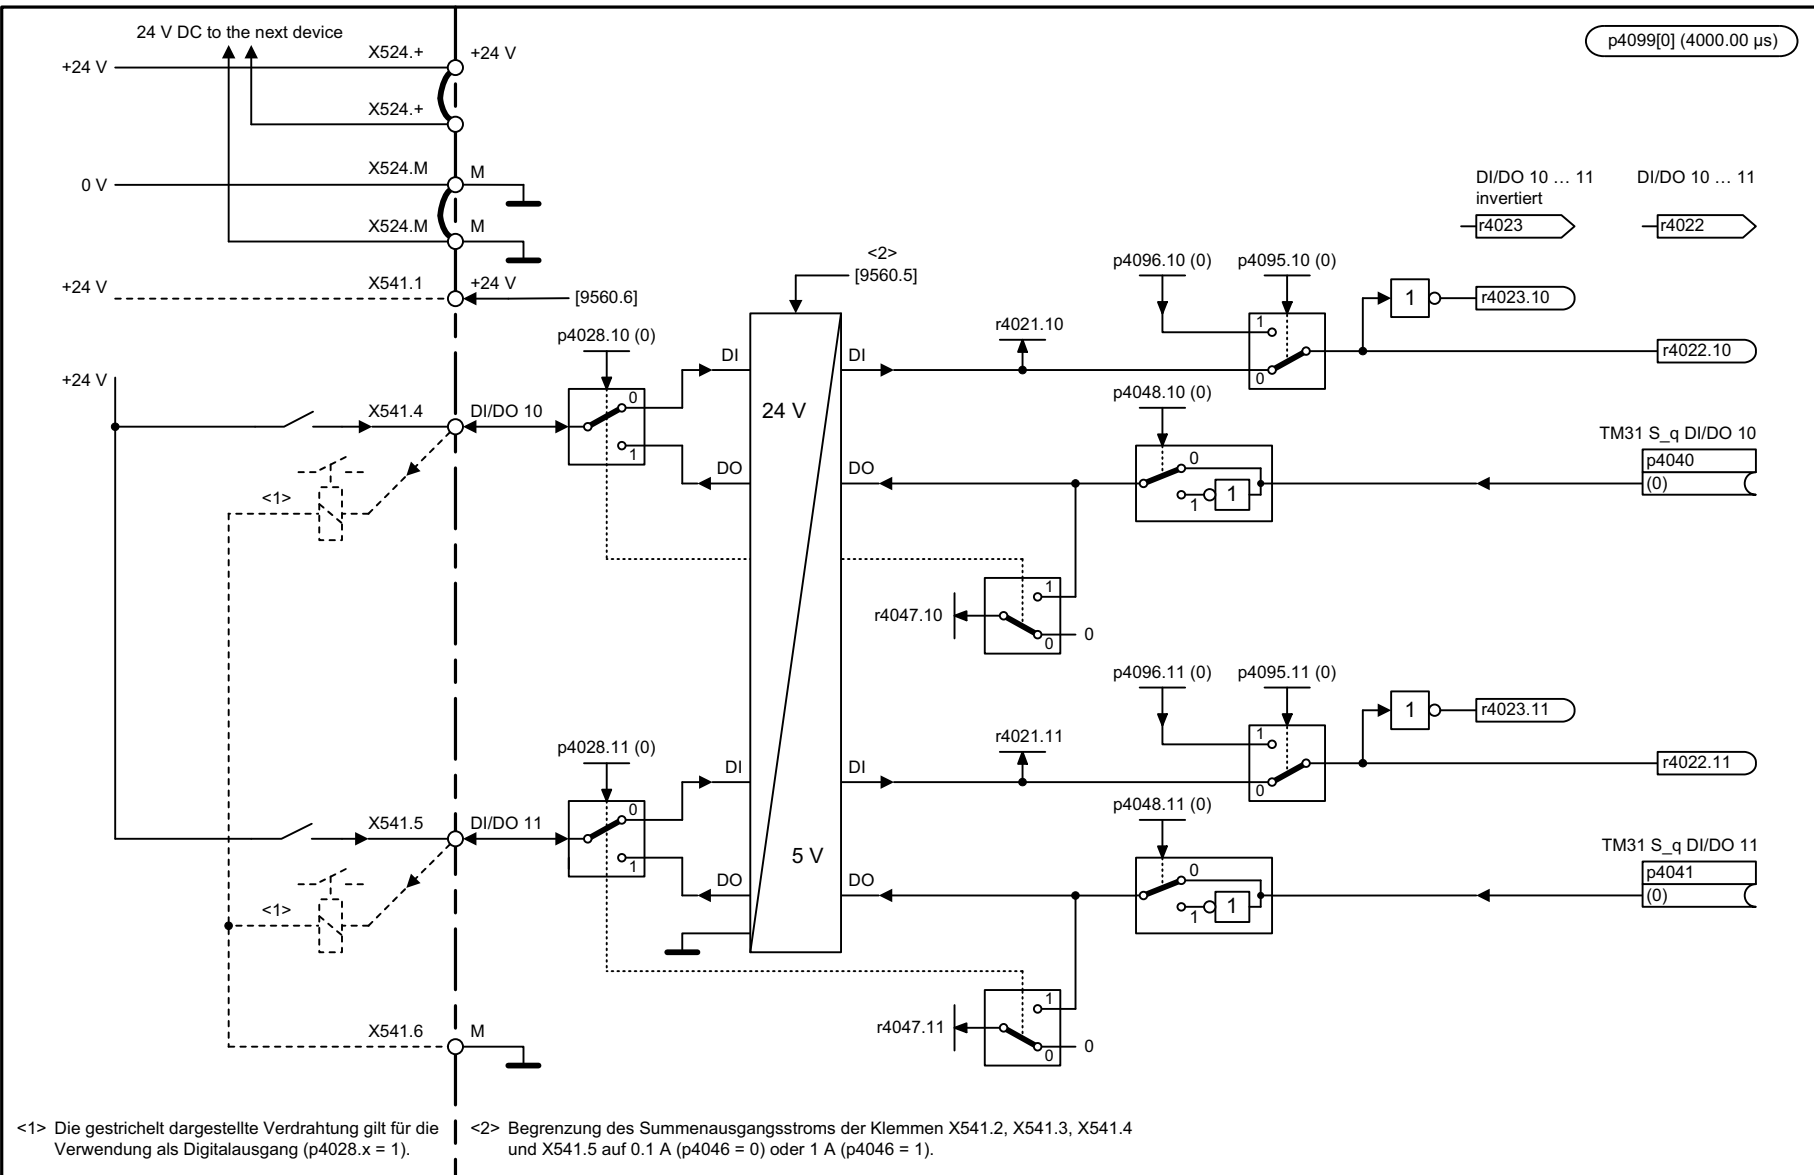 24 V DC to the next device
p4099[0] (4000.00 µs)
+24 V
X524.+
+24 V
X524.+
0 V
X524.M
M
X524.M
M
DI/DO 10 … 11
invertiert
DI/DO 10 … 11
r4023
r4022
+24 V
X541.1
+24 V
[9560.6]
<2>
[9560.5]
p4096.10 (0)
p4095.10 (0)
1
r4023.10
p4028.10 (0)
r4021.10
1
0
r4022.10
DI
DI
+24 V
24 V
p4048.10 (0)
X541.4
DI/DO 10
0
1
TM31 S_q DI/DO 10
p4040
(0)
DO
DO
0
1
1
<1>
1
0
0
r4047.10
p4096.11 (0)
p4095.11 (0)
1
r4023.11
p4028.11 (0)
r4021.11
1
0
r4022.11
DI
DI
p4048.11 (0)
X541.5
DI/DO 11
0
1
5 V
TM31 S_q DI/DO 11
p4041
(0)
DO
DO
0
1
1
<1>
1
0
0
r4047.11
X541.6
M
<1> Die gestrichelt dargestellte Verdrahtung gilt für die
Verwendung als Digitalausgang (p4028.x = 1).
<2> Begrenzung des Summenausgangsstroms der Klemmen X541.2, X541.3, X541.4
und X541.5 auf 0.1 A (p4046 = 0) oder 1 A (p4046 = 1).